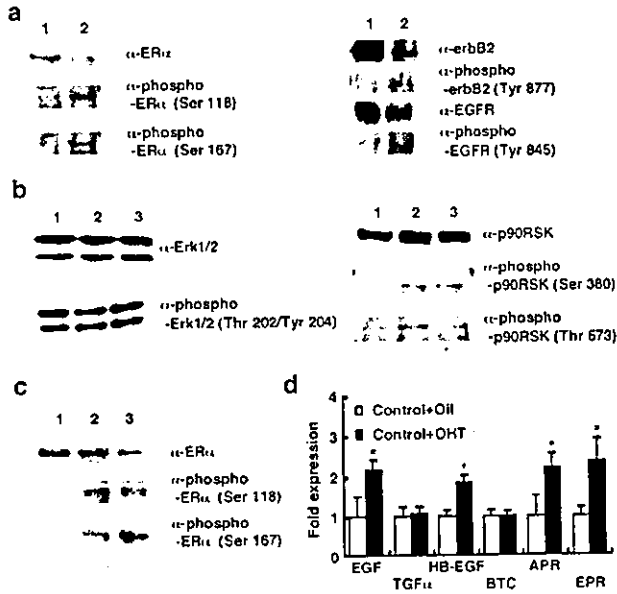 a
1 2
α-ERα
α-phospho
-ERα (Ser 118)
α-phospho
-ERα (Ser 167)
1 2
α-erbB2
α-phospho
-erbB2 (Tyr 877)
α-EGFR
α-phospho
-EGFR (Tyr 845)
b
1 2 3
α-Erk1/2
α-phospho
-Erk1/2 (Thr 202/Tyr 204)
1 2 3
α-p90RSK
α-phospho
-p90RSK (Ser 380)
α-phospho
-p90RSK (Thr 573)
c
1 2 3
α-ERα
α-phospho
-ERα (Ser 118)
α-phospho
-ERα (Ser 167)
d
Control+Oil
Control+OHT
Fold expression
4
3
2
1
0
EGF
TGFα
HB-EGF
BTC
APR
EPR